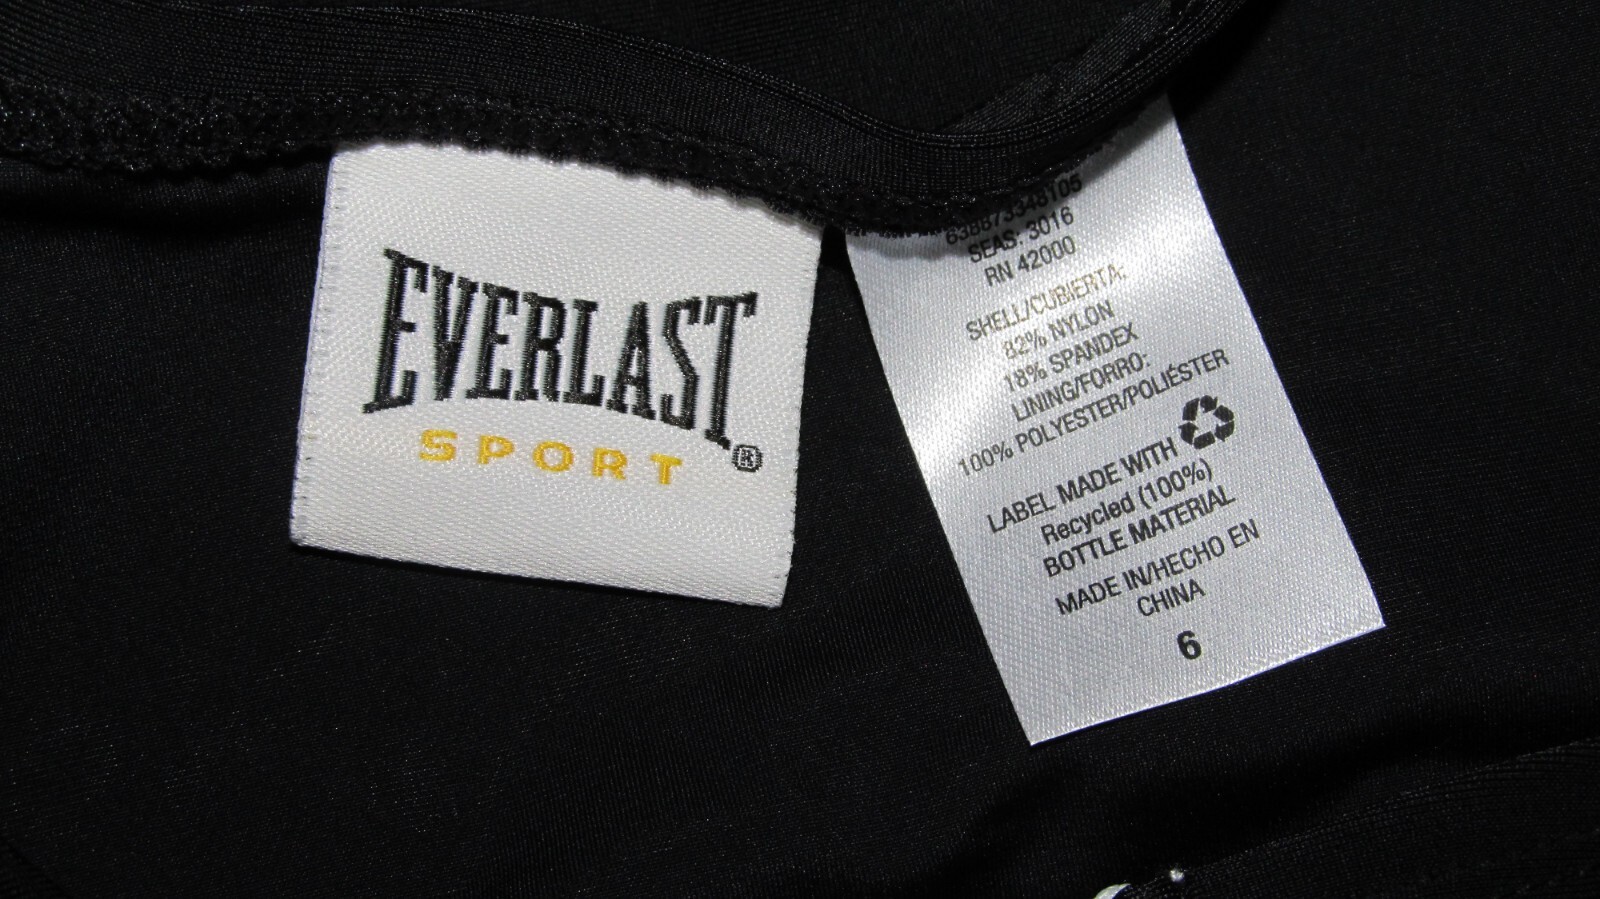 EVERLAST
SPORT®
638873348105
SEAS: 3016
RN 42000
SHELL/CUBIERTA:
82% NYLON
18% SPANDEX
LINING/FORRO:
100% POLYESTER/POLIÉSTER
LABEL MADE WITH
Recycled (100%)
BOTTLE MATERIAL
MADE IN/HECHO EN
CHINA
6